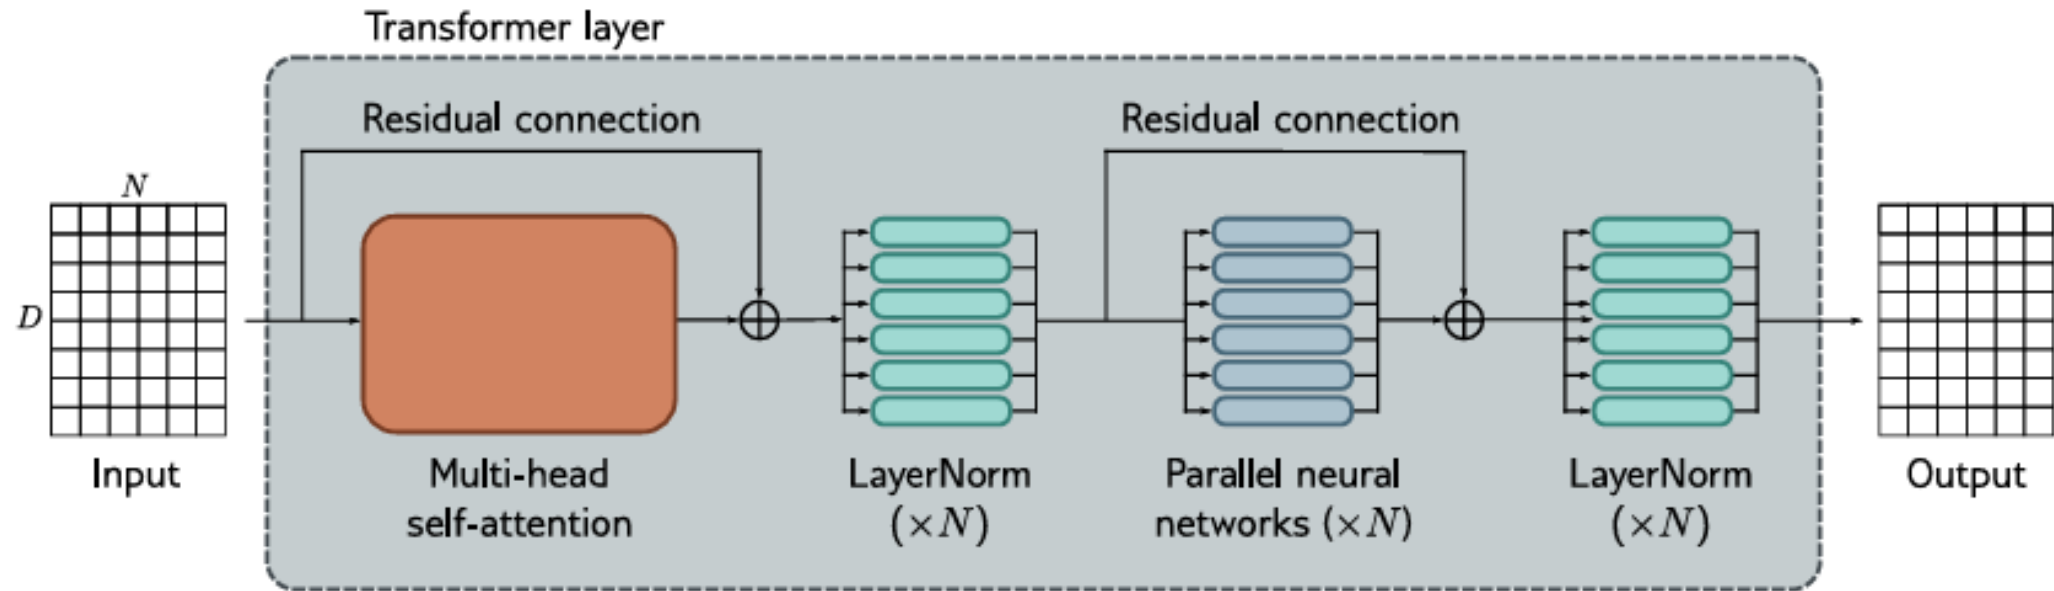 Transformer layer
Residual connection
Residual connection
N
D
Input
Multi-head
self-attention
LayerNorm
(×N)
Parallel neural
networks (×N)
LayerNorm
(×N)
Output